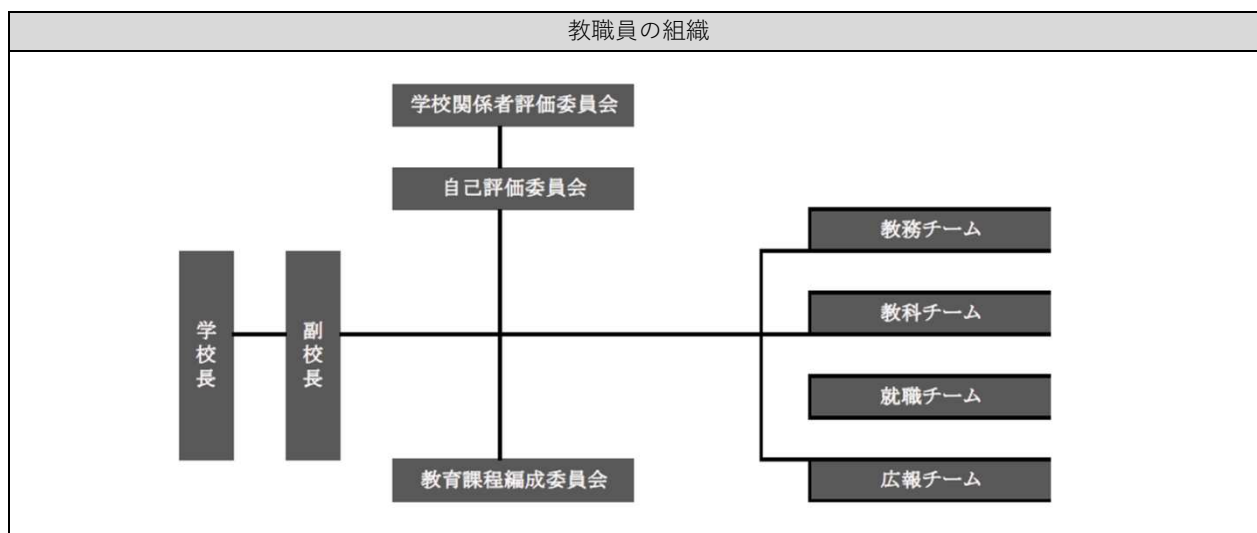 教職員の組織
学校関係者評価委員会
自己評価委員会
学校長
副校長
教育課程編成委員会
教務チーム
教科チーム
就職チーム
広報チーム